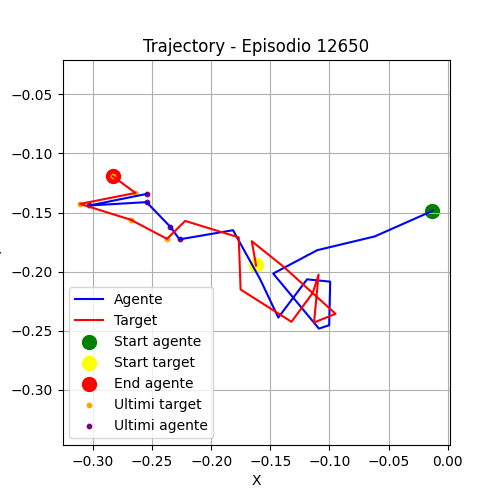 Trajectory - Episodio 12650
−0.05
−0.10
−0.15
−0.20
−0.25
−0.30
Agente
Target
Start agente
Start target
End agente
Ultimi target
Ultimi agente
−0.30 −0.25 −0.20 −0.15 −0.10 −0.05 0.00
X